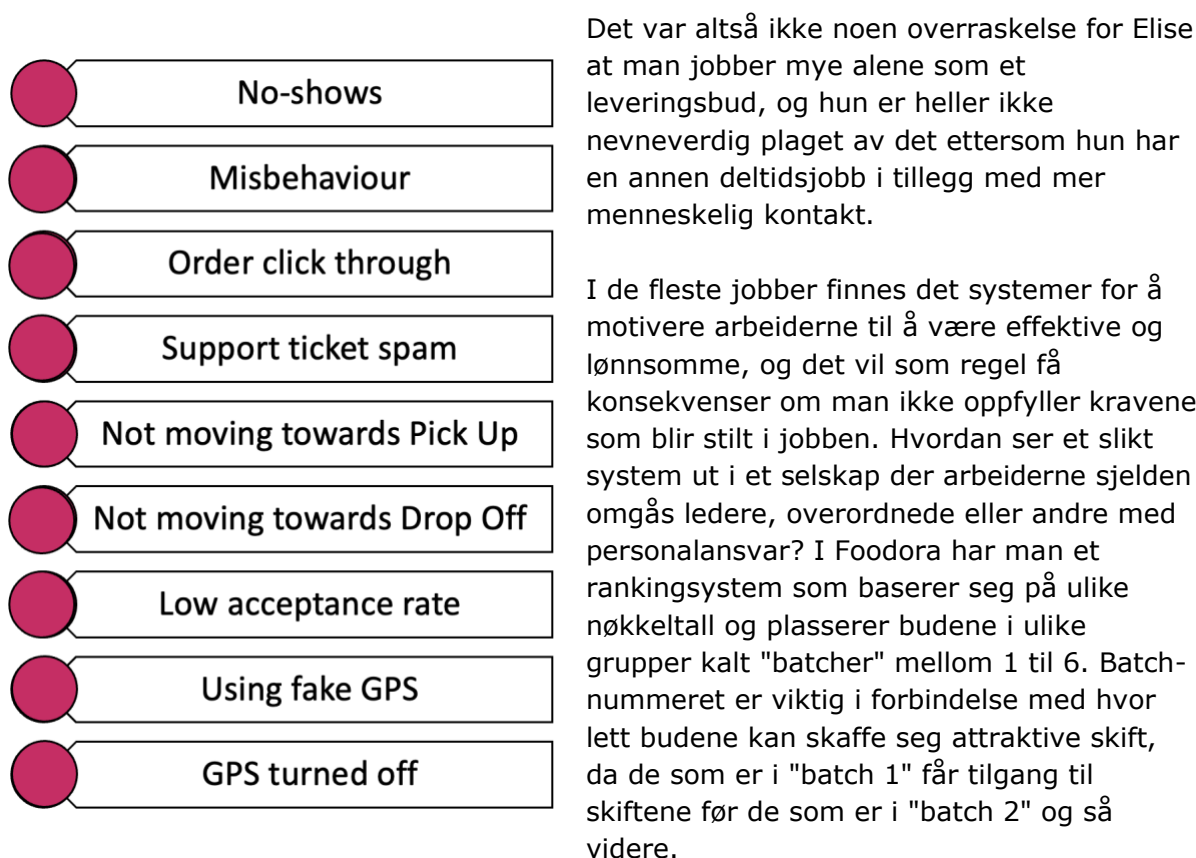 No-shows
Misbehaviour
Order click through
Support ticket spam
Not moving towards Pick Up
Not moving towards Drop Off
Low acceptance rate
Using fake GPS
GPS turned off
Det var altså ikke noen overraskelse for Elise
at man jobber mye alene som et
leveringsbud, og hun er heller ikke
nevneverdig plaget av det ettersom hun har
en annen deltidsjobb i tillegg med mer
menneskelig kontakt.
I de fleste jobber finnes det systemer for å
motivere arbeiderne til å være effektive og
lønnsomme, og det vil som regel få
konsekvenser om man ikke oppfyller kravene
som blir stilt i jobben. Hvordan ser et slikt
system ut i et selskap der arbeiderne sjelden
omgås ledere, overordnede eller andre med
personalansvar? I Foodora har man et
rankingsystem som baserer seg på ulike
nøkkeltall og plasserer budene i ulike
grupper kalt "batcher" mellom 1 til 6. Batch-
nummeret er viktig i forbindelse med hvor
lett budene kan skaffe seg attraktive skift,
da de som er i "batch 1" får tilgang til
skiftene før de som er i "batch 2" og så
videre.